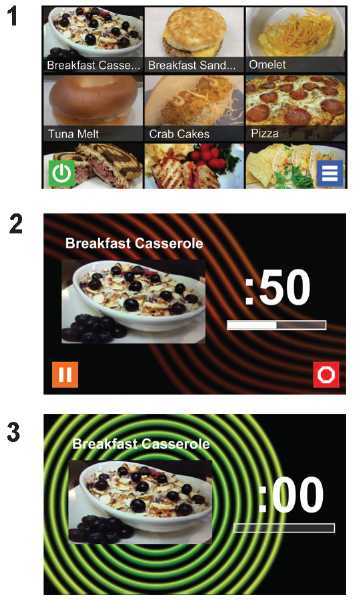 1
Breakfast Casse... Breakfast Sand... Omelet
Tuna Melt Crab Cakes Pizza
2
Breakfast Casserole
:50
3
Breakfast Casserole
:00